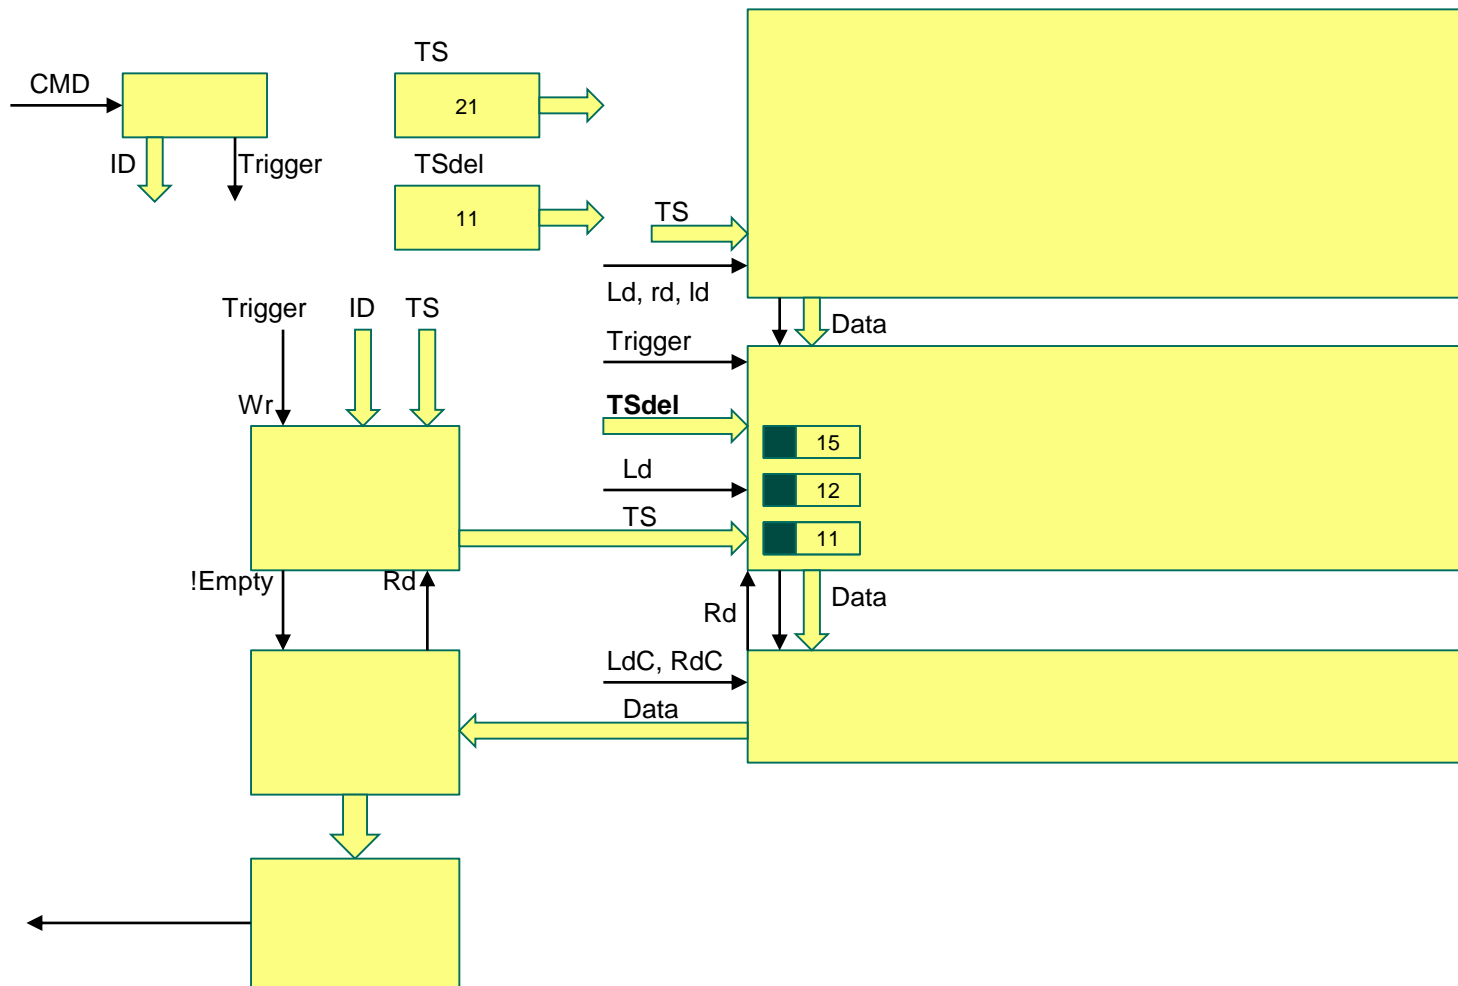 TS
CMD
21
ID
Trigger
TSdel
11
TS
Ld, rd, ld
Trigger
ID
TS
Data
Trigger
Wr
TSdel
15
Ld
12
TS
11
!Empty
Rd
Data
Rd
LdC, RdC
Data